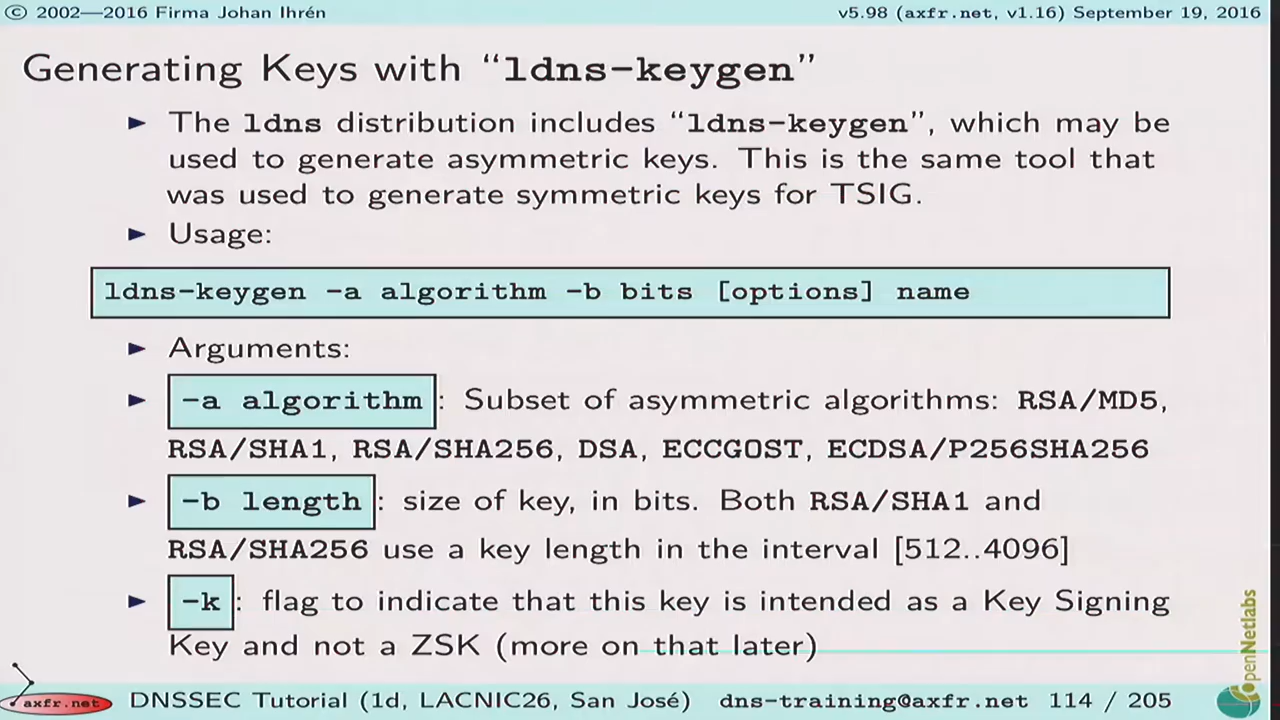 © 2002—2016 Firma Johan Ihrén
v5.98 (axfr.net, v1.16) September 19, 2016
Generating Keys with “ldns-keygen”
► The ldns distribution includes “ldns-keygen”, which may be
used to generate asymmetric keys. This is the same tool that
was used to generate symmetric keys for TSIG.
► Usage:
ldns-keygen -a algorithm -b bits [options] name
► Arguments:
► -a algorithm: Subset of asymmetric algorithms: RSA/MD5,
RSA/SHA1, RSA/SHA256, DSA, ECCGOST, ECDSA/P256SHA256
► -b length: size of key, in bits. Both RSA/SHA1 and
RSA/SHA256 use a key length in the interval [512..4096]
► -k: flag to indicate that this key is intended as a Key Signing
Key and not a ZSK (more on that later)
OpenNetlabs
axfr.net
DNSSEC Tutorial (1d, LACNIC26, San José) dns-training@axfr.net 114 / 205